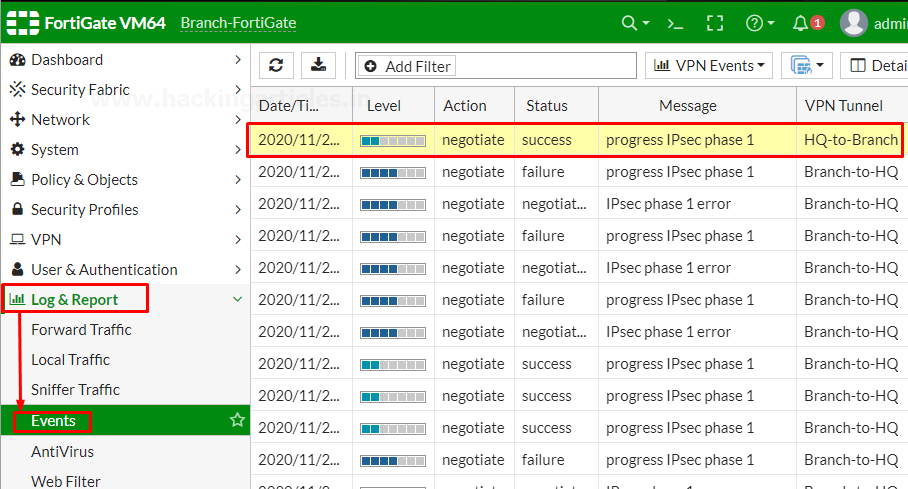 FortiGate VM64 Branch-FortiGate 1 admi
Dashboard
Security Fabric
Network
System
Policy & Objects
Security Profiles
VPN
User & Authentication
Log & Report
Forward Traffic
Local Traffic
Sniffer Traffic
Events
AntiVirus
Web Filter
www.hackingarticles.in
Add Filter VPN Events Detai
Date/Ti... Level Action Status Message VPN Tunnel
2020/11/2... negotiate success progress IPsec phase 1 HQ-to-Branch
2020/11/2... negotiate failure progress IPsec phase 1 Branch-to-HQ
2020/11/2... negotiate negotiat... IPsec phase 1 error Branch-to-HQ
2020/11/2... negotiate failure progress IPsec phase 1 Branch-to-HQ
2020/11/2... negotiate negotiat... IPsec phase 1 error Branch-to-HQ
2020/11/2... negotiate failure progress IPsec phase 1 Branch-to-HQ
2020/11/2... negotiate negotiat... IPsec phase 1 error Branch-to-HQ
2020/11/2... negotiate success progress IPsec phase 1 Branch-to-HQ
2020/11/2... negotiate success progress IPsec phase 1 Branch-to-HQ
2020/11/2... negotiate success progress IPsec phase 1 Branch-to-HQ
2020/11/2... negotiate failure progress IPsec phase 1 Branch-to-HQ